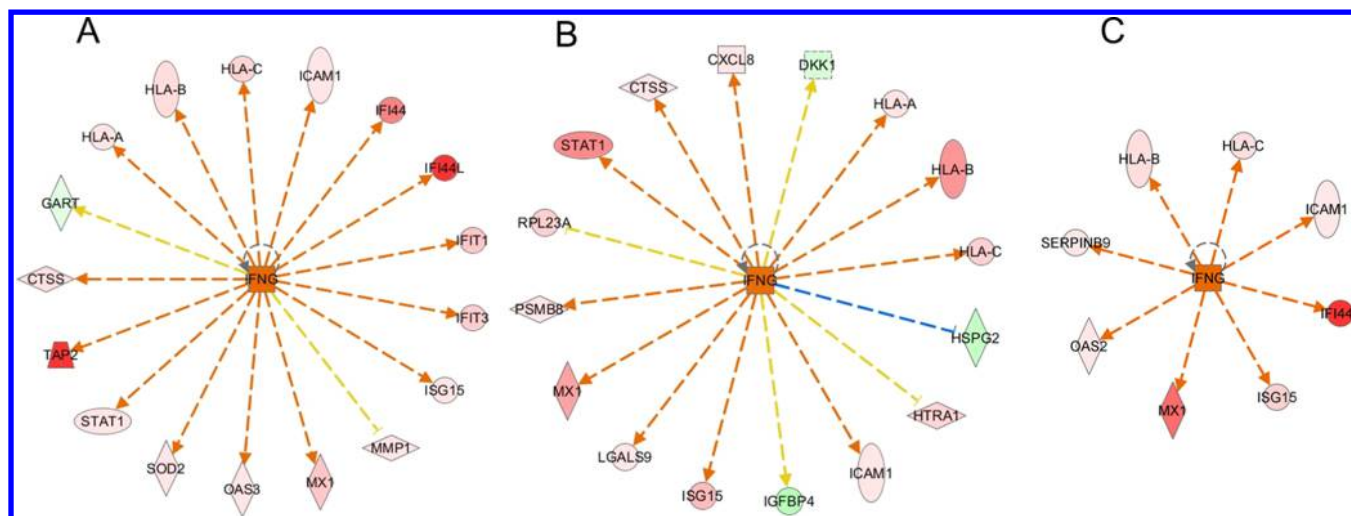 A
HLA-C
ICAM1
HLA-B
IFI44
HLA-A
IFI44L
GART
IFIT1
CTSS
IFNG
IFIT3
TAP2
ISG15
STAT1
MMP1
SOD2
OAS3
MX1
B
CXCL8
DKK1
CTSS
HLA-A
STAT1
HLA-B
RPL23A
HLA-C
IFNG
PSMB8
HSPG2
MX1
HTRA1
LGALS9
ICAM1
ISG15
IGFBP4
C
HLA-B
HLA-C
ICAM1
SERPINB9
IFNG
IFI44
OAS2
MX1
ISG15